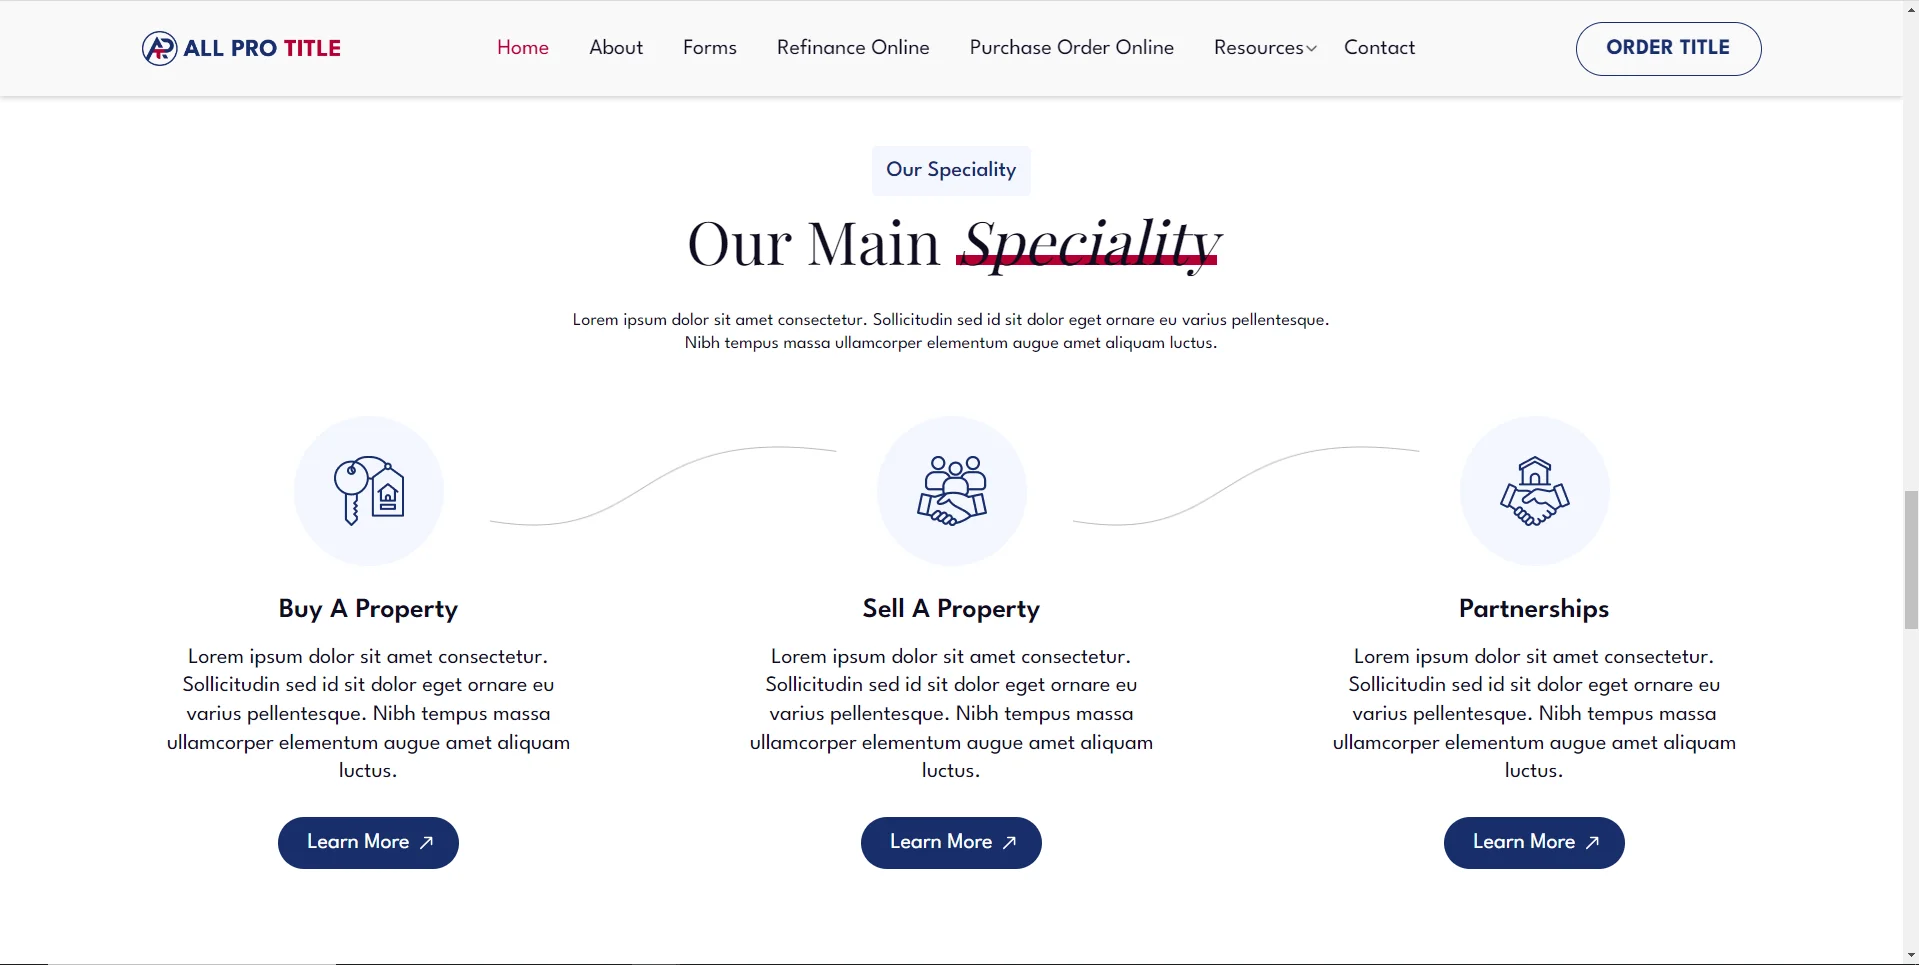 ALL PRO TITLE
Home About Forms Refinance Online Purchase Order Online Resources Contact
ORDER TITLE
Our Speciality
Our Main Speciality
Lorem ipsum dolor sit amet consectetur. Sollicitudin sed id sit dolor eget ornare eu varius pellentesque.
Nibh tempus massa ullamcorper elementum augue amet aliquam luctus.
Buy A Property
Lorem ipsum dolor sit amet consectetur.
Sollicitudin sed id sit dolor eget ornare eu
varius pellentesque. Nibh tempus massa
ullamcorper elementum augue amet aliquam
luctus.
Learn More
Sell A Property
Lorem ipsum dolor sit amet consectetur.
Sollicitudin sed id sit dolor eget ornare eu
varius pellentesque. Nibh tempus massa
ullamcorper elementum augue amet aliquam
luctus.
Learn More
Partnerships
Lorem ipsum dolor sit amet consectetur.
Sollicitudin sed id sit dolor eget ornare eu
varius pellentesque. Nibh tempus massa
ullamcorper elementum augue amet aliquam
luctus.
Learn More